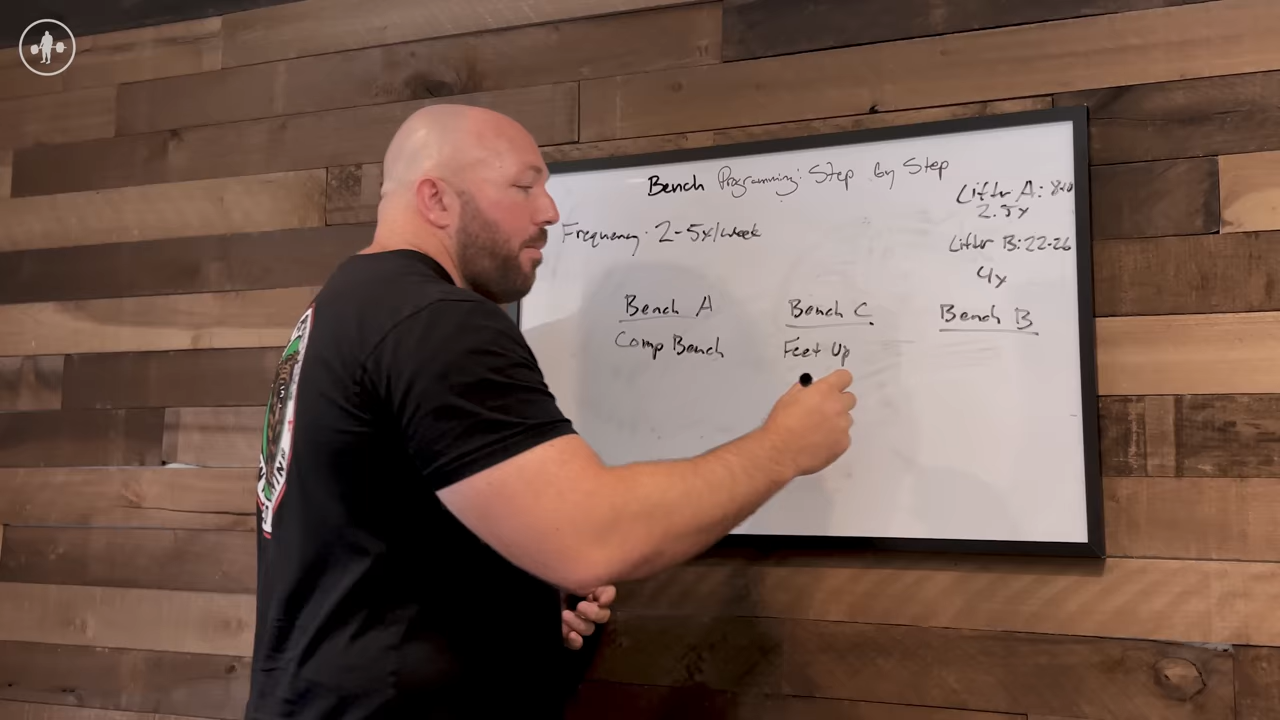 Bench Programming: Step by Step
Frequency: 2-5x/week
Lifter A: 8-10
2.5x
Lifter B: 22-26
4x
Bench A
Comp Bench
Bench C
Feet Up
Bench B